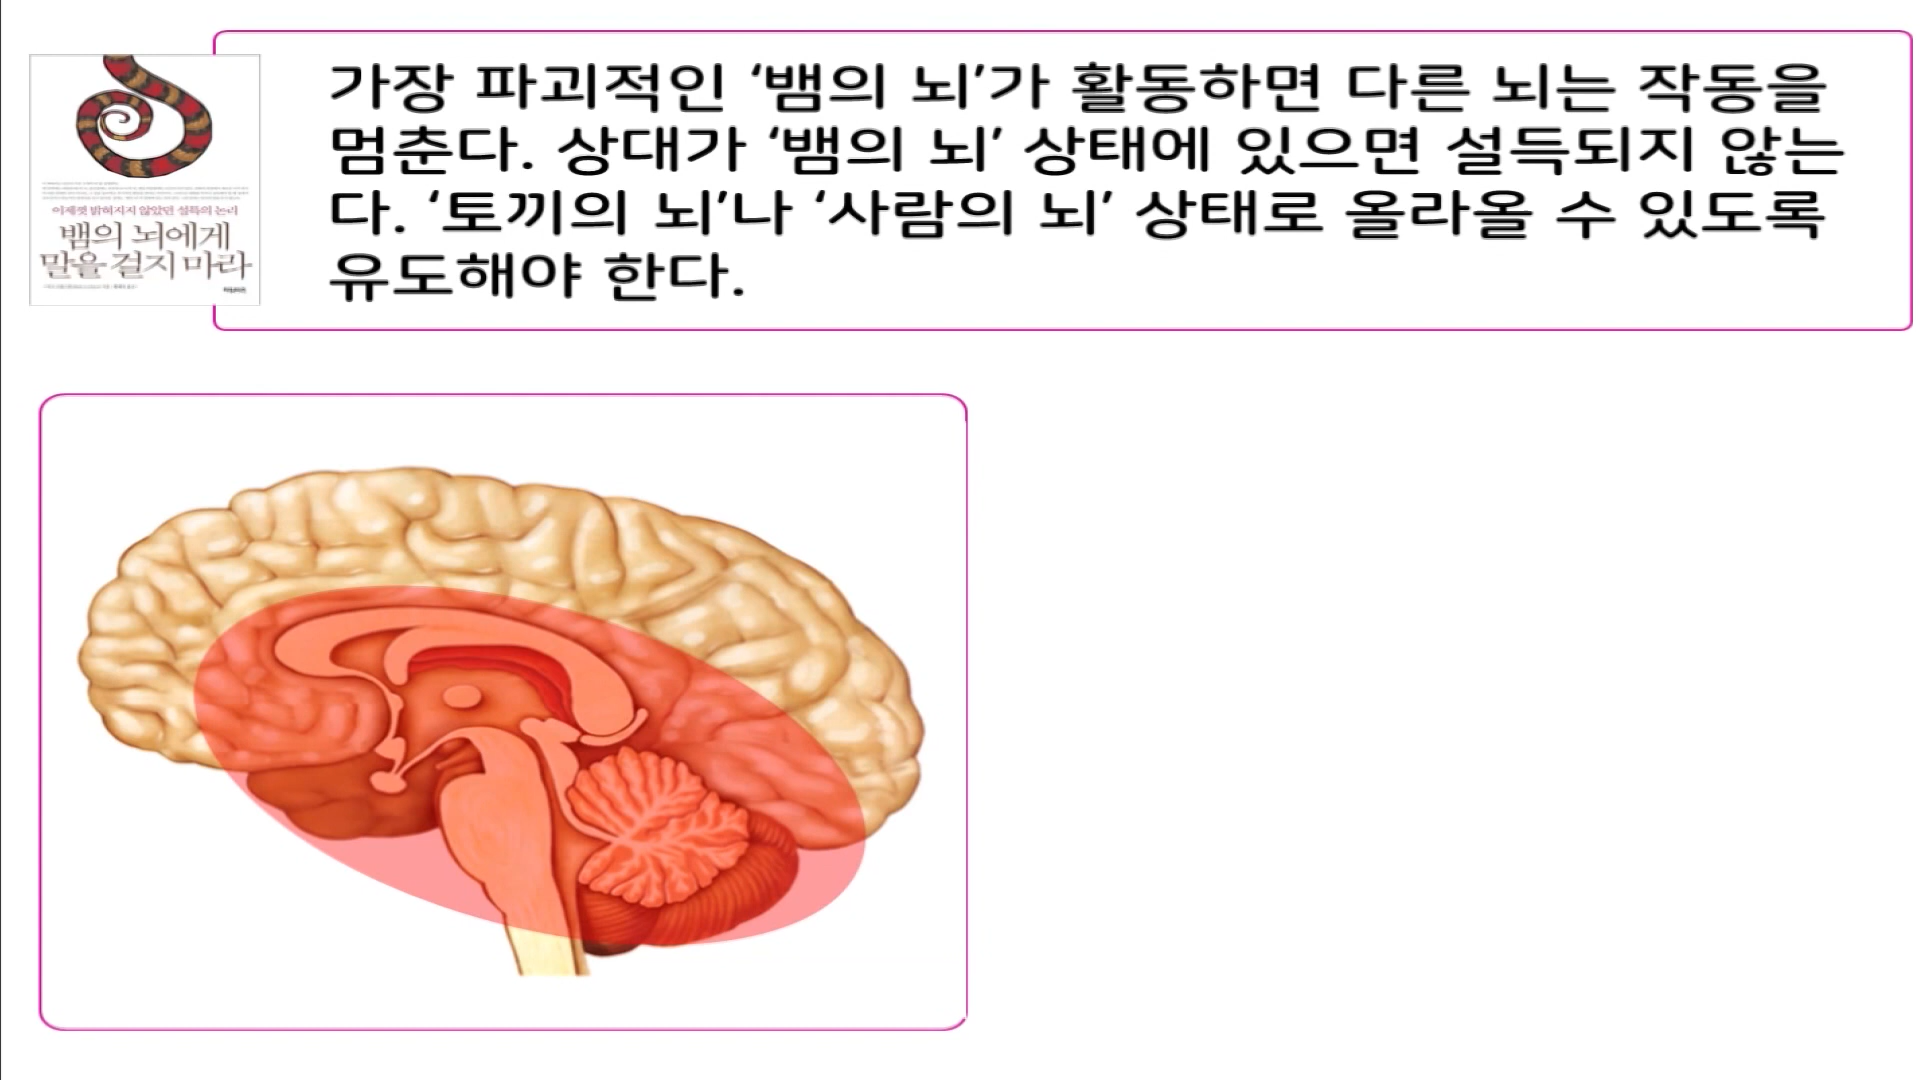 가장 파괴적인 ‘뱀의 뇌’가 활동하면 다른 뇌는 작동을
멈춘다. 상대가 ‘뱀의 뇌’ 상태에 있으면 설득되지 않는
다. ‘토끼의 뇌’나 ‘사람의 뇌’ 상태로 올라올 수 있도록
유도해야 한다.
이제껏 밝혀지지 않았던 설득의 논리
뱀의 뇌에게
말을 걸지 마라